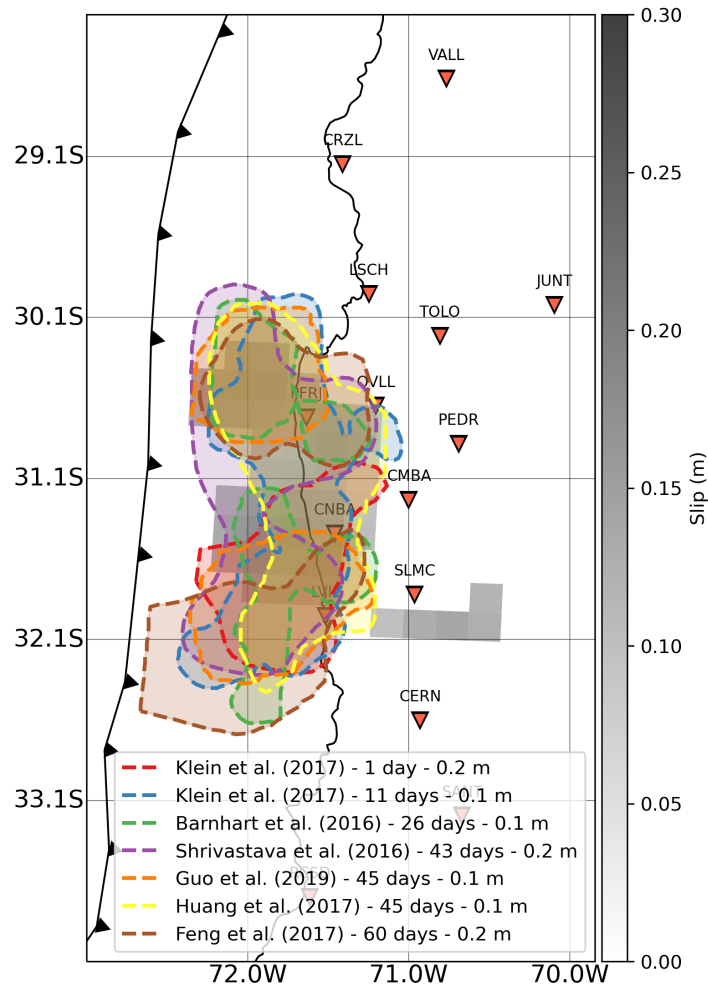 0.30
VALL
CRZL
29.1S
0.25
LSCH
JUNT
TOLO
30.1S
0.20
OVLL
PFRJ
PEDR
31.1S
CMBA
0.15
Slip (m)
CNBA
SLMC
32.1S
0.10
CERN
Klein et al. (2017) - 1 day - 0.2 m
Klein et al. (2017) - 11 days - 0.1 m
SANT
33.1S
Barnhart et al. (2016) - 26 days - 0.1 m
0.05
Shrivastava et al. (2016) - 43 days - 0.2 m
Guo et al. (2019) - 45 days - 0.1 m
Huang et al. (2017) - 45 days - 0.1 m
Feng et al. (2017) - 60 days - 0.2 m
0.00
72.0W
71.0W
70.0W